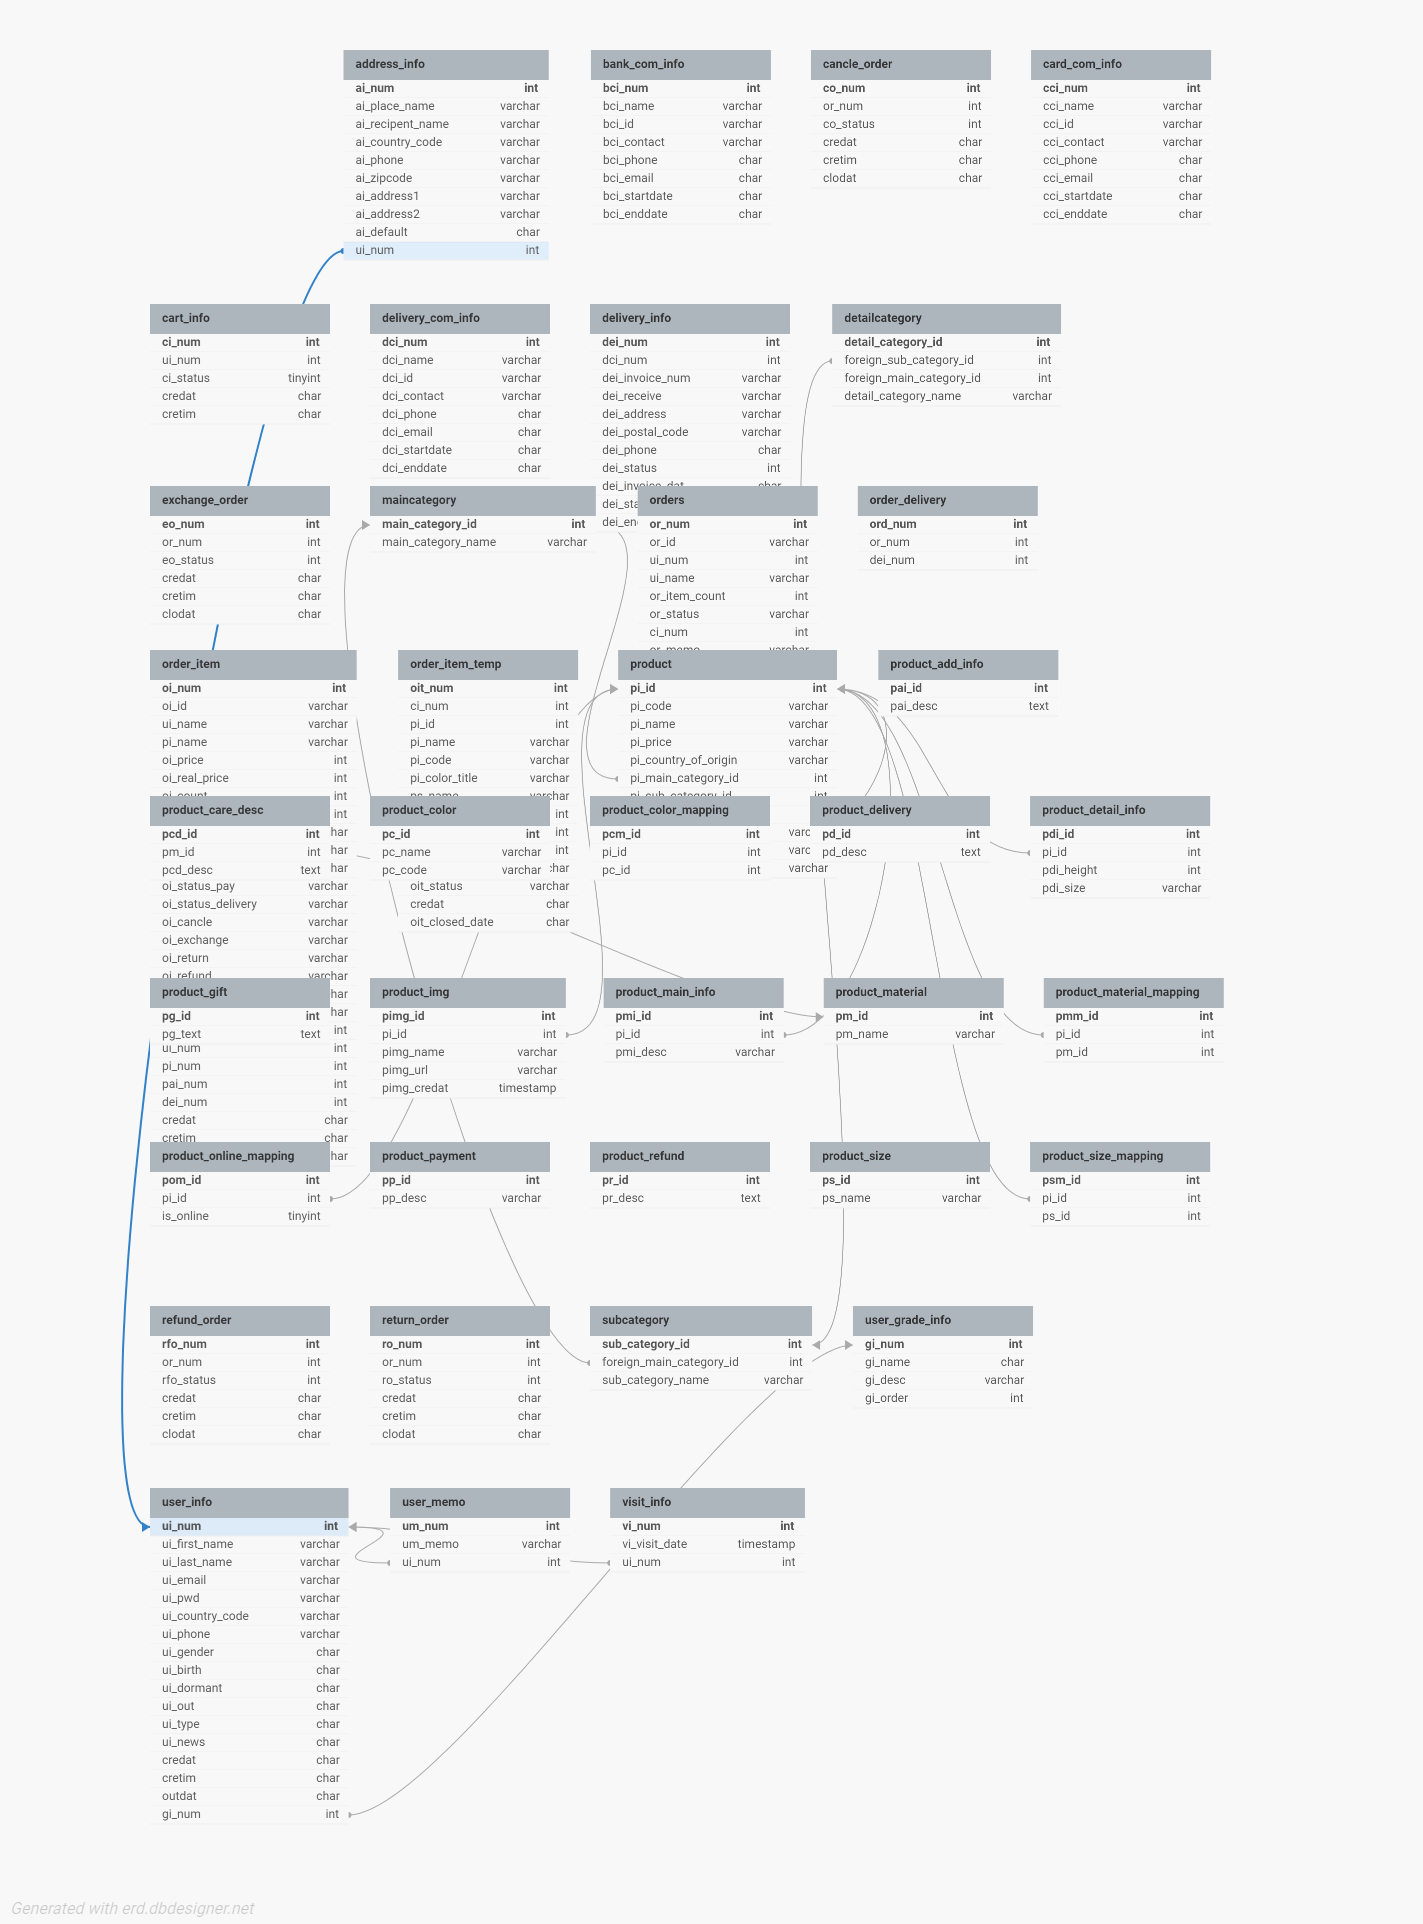 address_info
ai_num int
ai_place_name varchar
ai_recipent_name varchar
ai_country_code varchar
ai_phone varchar
ai_zipcode varchar
ai_address1 varchar
ai_address2 varchar
ai_default char
ui_num int
bank_com_info
bci_num int
bci_name varchar
bci_id varchar
bci_contact varchar
bci_phone char
bci_email char
bci_startdate char
bci_enddate char
cancle_order
co_num int
or_num int
co_status int
credat char
cretim char
clodat char
card_com_info
cci_num int
cci_name varchar
cci_id varchar
cci_contact varchar
cci_phone char
cci_email char
cci_startdate char
cci_enddate char
cart_info
ci_num int
ui_num int
ci_status tinyint
credat char
cretim char
delivery_com_info
dci_num int
dci_name varchar
dci_id varchar
dci_contact varchar
dci_phone char
dci_email char
dci_startdate char
dci_enddate char
delivery_info
dei_num int
dci_num int
dei_invoice_num varchar
dei_receive varchar
dei_address varchar
dei_postal_code varchar
dei_phone char
dei_status int
char
detailcategory
detail_category_id int
foreign_sub_category_id int
foreign_main_category_id int
detail_category_name varchar
exchange_order
eo_num int
or_num int
eo_status int
credat char
cretim char
clodat char
maincategory
main_category_id int
main_category_name varchar
orders
or_num int
or_id varchar
ui_num int
ui_name varchar
or_item_count int
or_status varchar
ci_num int
or_memo varchar
order_delivery
ord_num int
or_num int
dei_num int
order_item
oi_num int
oi_id varchar
ui_name varchar
pi_name varchar
oi_price int
oi_real_price int
oi_count int
int
oi_status_pay varchar
oi_status_delivery varchar
oi_cancle varchar
oi_exchange varchar
oi_return varchar
oi_refund varchar
int
ui_num int
pi_num int
pai_num int
dei_num int
credat char
cretim char
order_item_temp
oit_num int
ci_num int
pi_id int
pi_name varchar
pi_code varchar
pi_color_title varchar
ps_name varchar
int
int
int
oit_status varchar
credat char
oit_closed_date char
product
pi_id int
pi_code varchar
pi_name varchar
pi_price varchar
pi_country_of_origin varchar
pi_main_category_id int
pi_sub_category_id int
varchar
product_add_info
pai_id int
pai_desc text
product_care_desc
pcd_id int
pm_id int
pcd_desc text
product_color
pc_id int
pc_name varchar
pc_code varchar
product_color_mapping
pcm_id int
pi_id int
pc_id int
product_delivery
pd_id int
pd_desc text
product_detail_info
pdi_id int
pi_id int
pdi_height int
pdi_size varchar
product_gift
pg_id int
pg_text text
product_img
pimg_id int
pi_id int
pimg_name varchar
pimg_url varchar
pimg_credat timestamp
product_main_info
pmi_id int
pi_id int
pmi_desc varchar
product_material
pm_id int
pm_name varchar
product_material_mapping
pmm_id int
pi_id int
pm_id int
product_online_mapping
pom_id int
pi_id int
is_online tinyint
product_payment
pp_id int
pp_desc varchar
product_refund
pr_id int
pr_desc text
product_size
ps_id int
ps_name varchar
product_size_mapping
psm_id int
pi_id int
ps_id int
refund_order
rfo_num int
or_num int
rfo_status int
credat char
cretim char
clodat char
return_order
ro_num int
or_num int
ro_status int
credat char
cretim char
clodat char
subcategory
sub_category_id int
foreign_main_category_id int
sub_category_name varchar
user_grade_info
gi_num int
gi_name char
gi_desc varchar
gi_order int
user_info
ui_num int
ui_first_name varchar
ui_last_name varchar
ui_email varchar
ui_pwd varchar
ui_country_code varchar
ui_phone varchar
ui_gender char
ui_birth char
ui_dormant char
ui_out char
ui_type char
ui_news char
credat char
cretim char
outdat char
gi_num int
user_memo
um_num int
um_memo varchar
ui_num int
visit_info
vi_num int
vi_visit_date timestamp
ui_num int
Generated with erd.dbdesigner.net